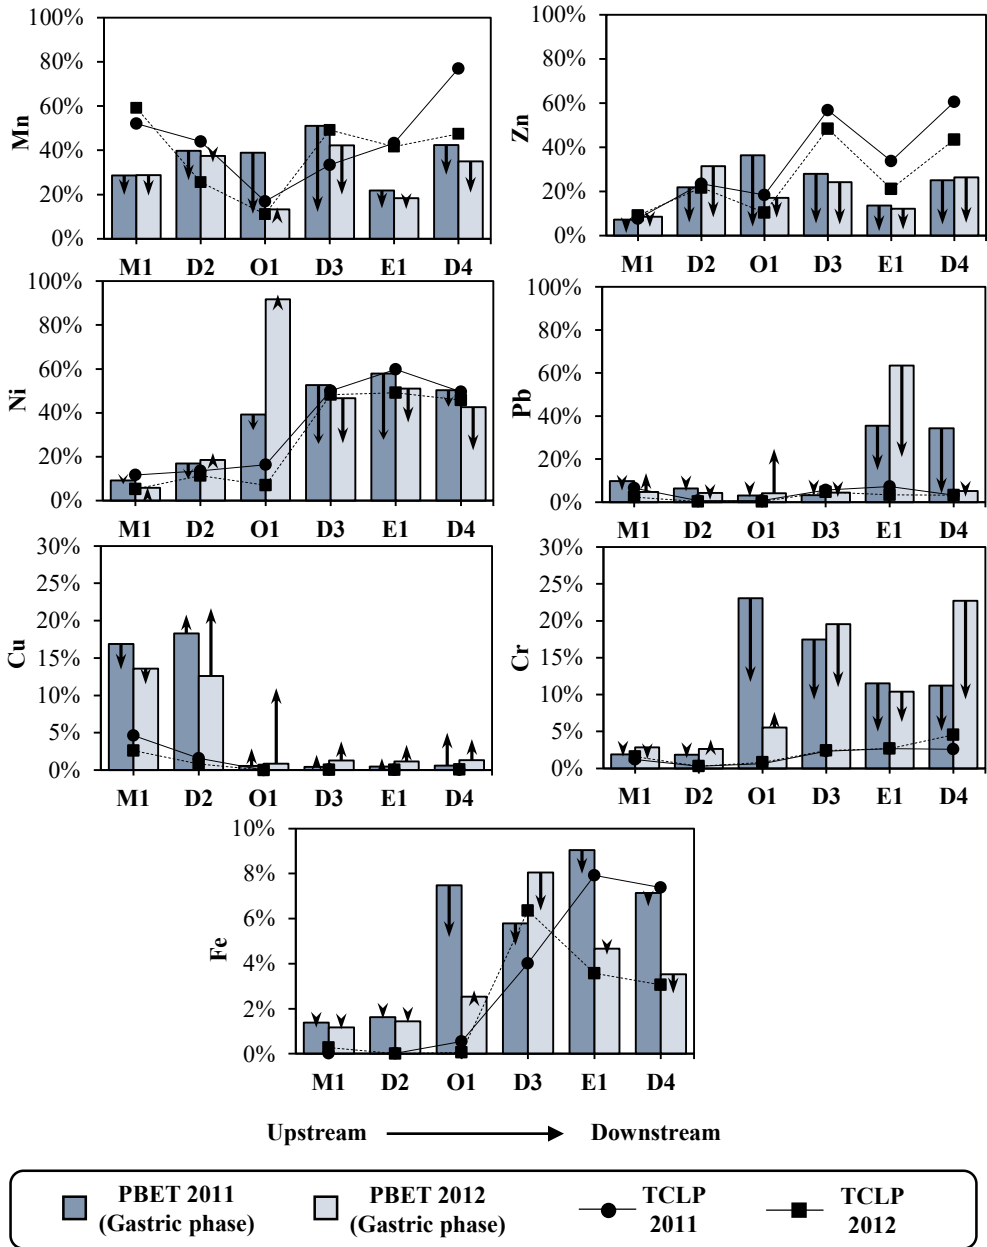 100%
80%
60%
40%
20%
0%
Mn
M1 D2 O1 D3 E1 D4
100%
80%
60%
40%
20%
0%
Zn
M1 D2 O1 D3 E1 D4
100%
80%
60%
40%
20%
0%
Ni
M1 D2 O1 D3 E1 D4
100%
80%
60%
40%
20%
0%
Pb
M1 D2 O1 D3 E1 D4
30%
25%
20%
15%
10%
5%
0%
Cu
M1 D2 O1 D3 E1 D4
30%
25%
20%
15%
10%
5%
0%
Cr
M1 D2 O1 D3 E1 D4
10%
8%
6%
4%
2%
0%
Fe
M1 D2 O1 D3 E1 D4
Upstream Downstream
PBET 2011
(Gastric phase)
PBET 2012
(Gastric phase)
TCLP
2011
TCLP
2012